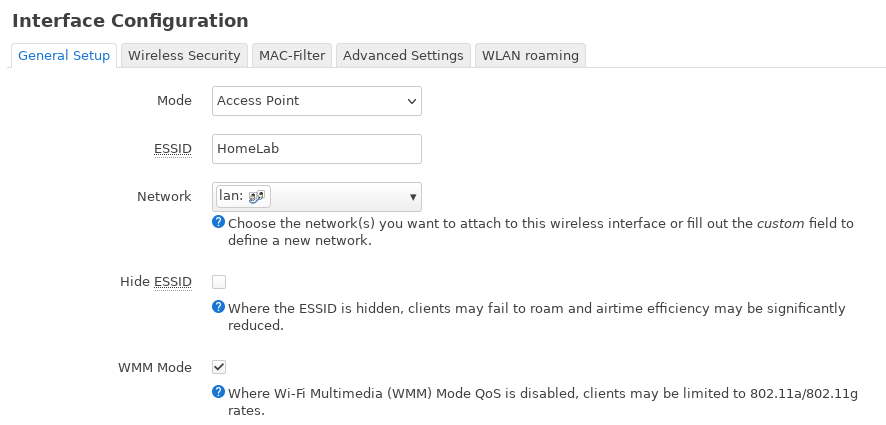 Interface Configuration
General Setup Wireless Security MAC-Filter Advanced Settings WLAN roaming
Mode Access Point
ESSID HomeLab
Network lan:
Choose the network(s) you want to attach to this wireless interface or fill out the custom field to
define a new network.
Hide ESSID
Where the ESSID is hidden, clients may fail to roam and airtime efficiency may be significantly
reduced.
WMM Mode
Where Wi-Fi Multimedia (WMM) Mode QoS is disabled, clients may be limited to 802.11a/802.11g
rates.